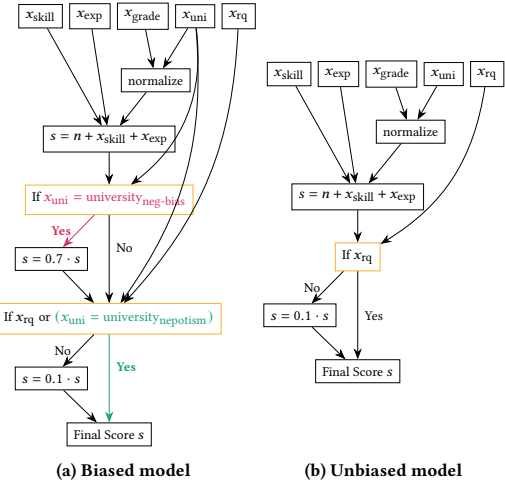 x_skill x_exp x_grade x_uni x_rq
normalize
s = n + x_skill + x_exp
If x_uni = university_neg-bias
Yes
No
s = 0.7 · s
If x_rq or (x_uni = university_nepotism)
No
Yes
s = 0.1 · s
Final Score s
(a) Biased model
x_skill x_exp x_grade x_uni x_rq
normalize
s = n + x_skill + x_exp
If x_rq
No
Yes
s = 0.1 · s
Final Score s
(b) Unbiased model